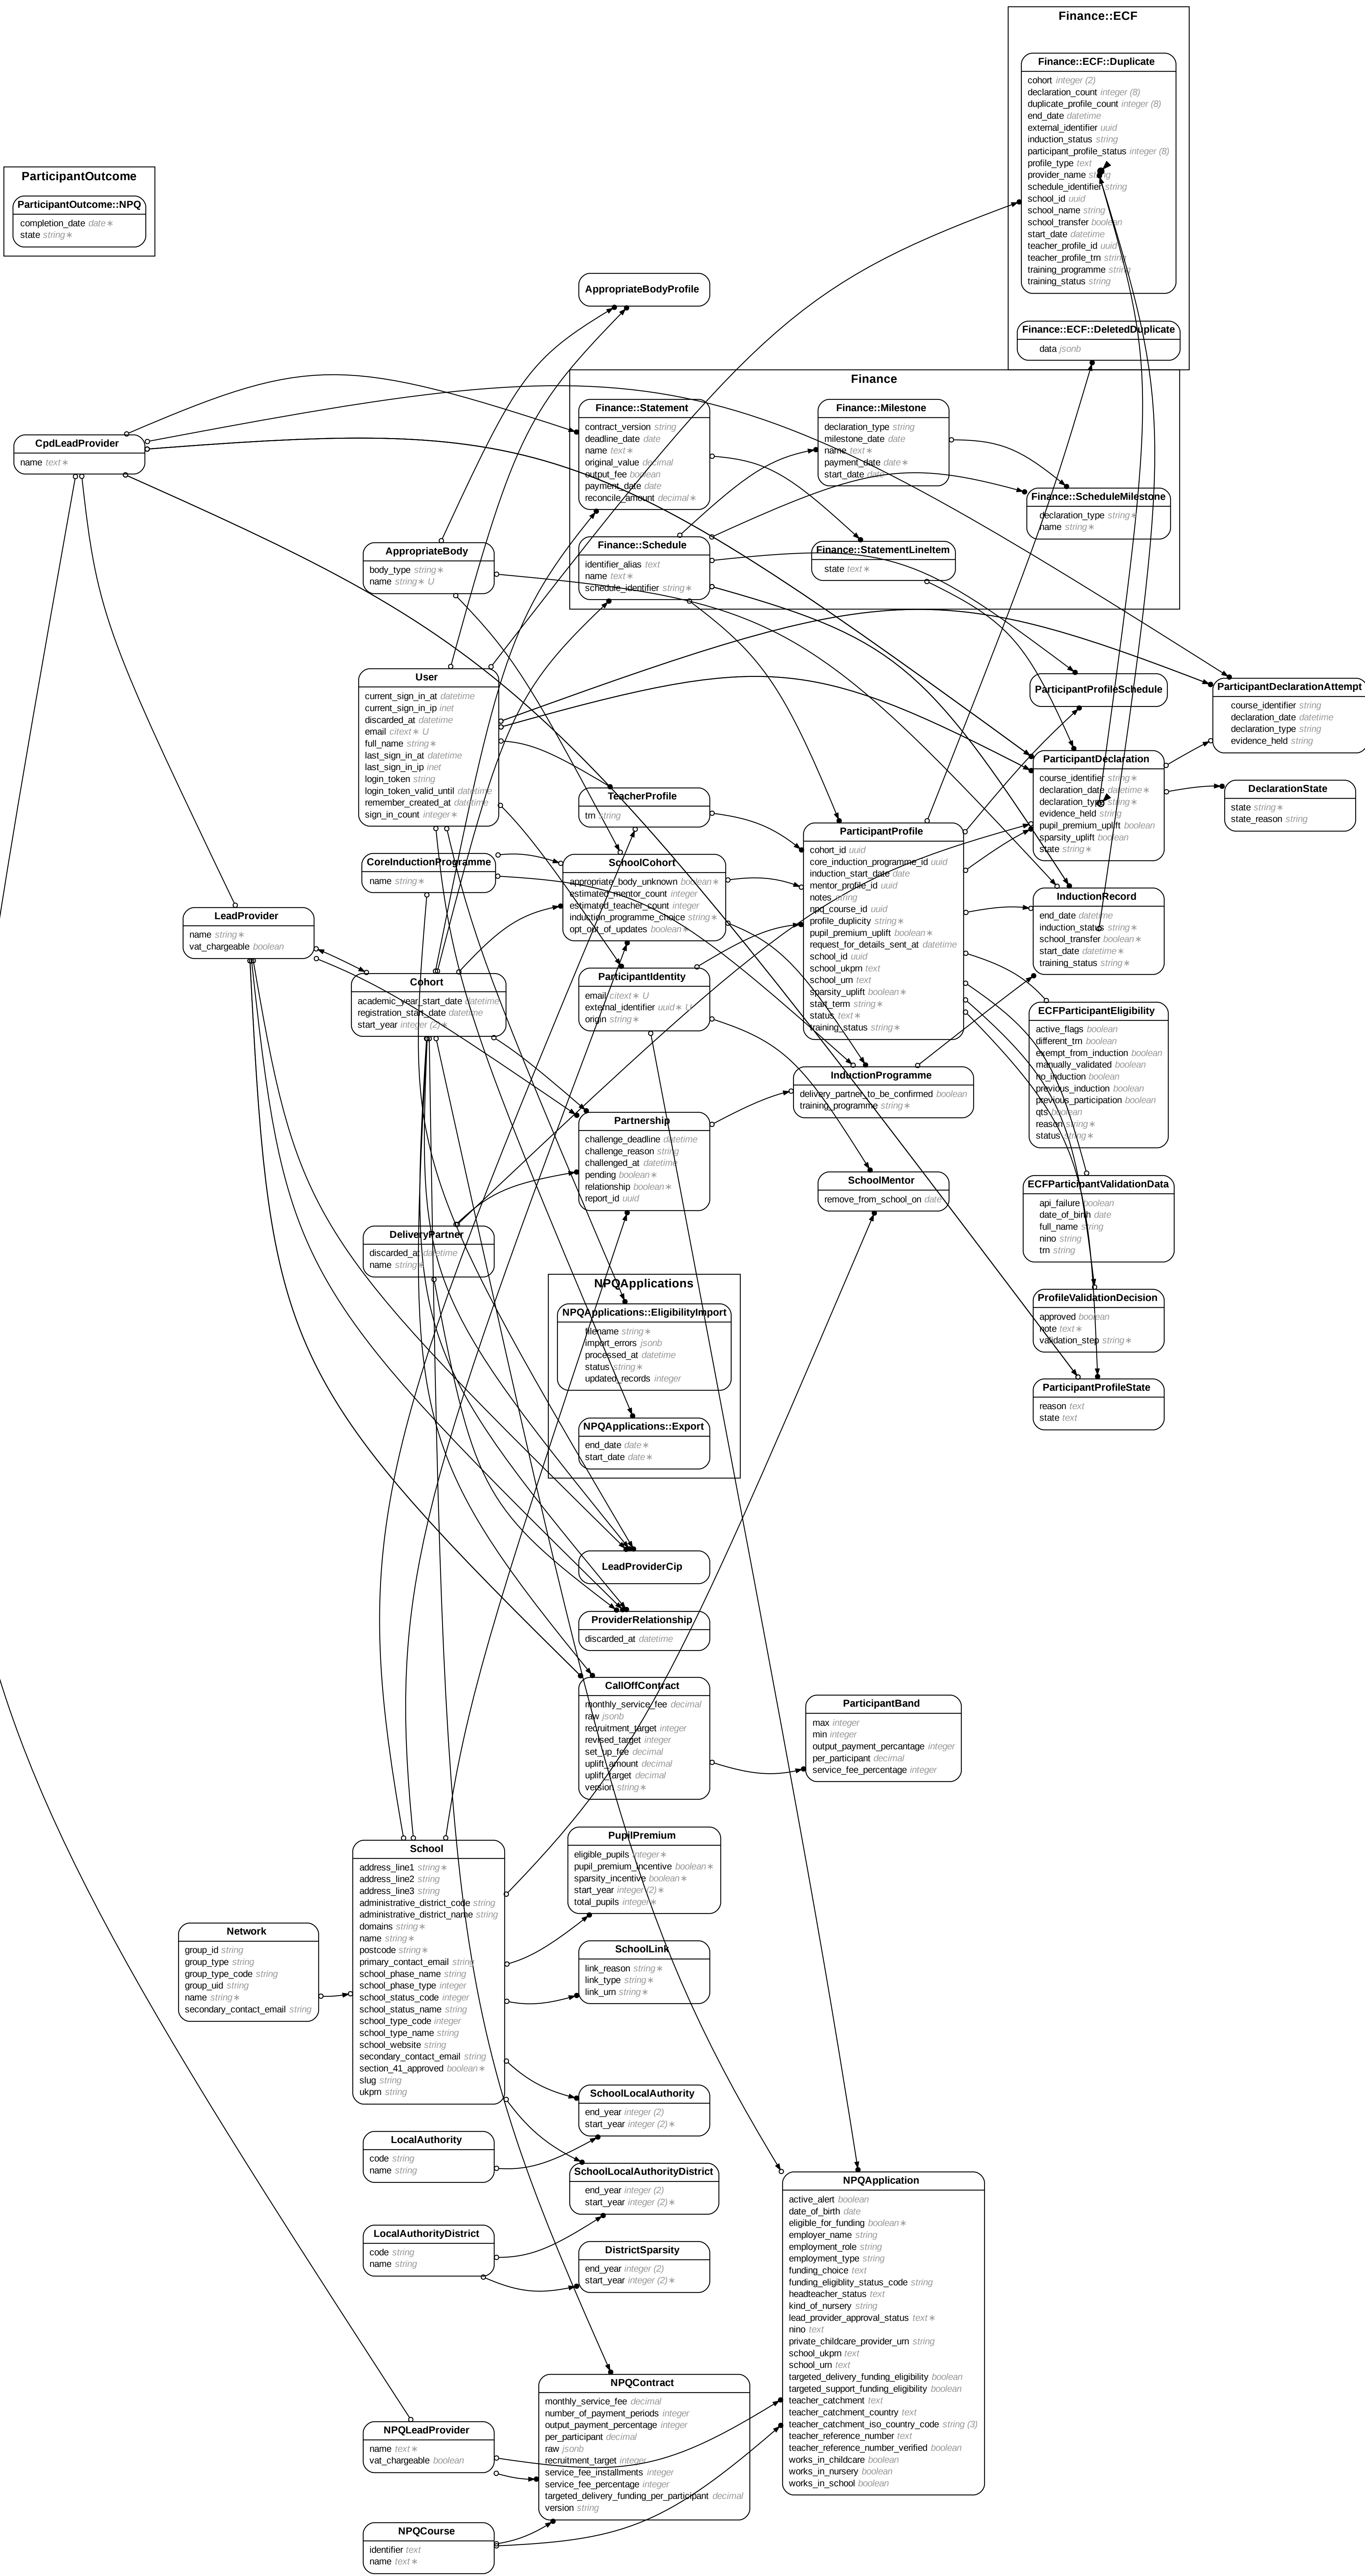 Finance::ECF
Finance::ECF::Duplicate
cohort integer (2)
declaration_count integer (8)
duplicate_profile_count integer (8)
end_date datetime
external_identifier uuid
induction_status string
participant_profile_status integer (8)
profile_type text
provider_name string
schedule_identifier string
school_id uuid
school_name string
school_transfer boolean
start_date datetime
teacher_profile_id uuid
teacher_profile_trn string
training_programme string
training_status string
Finance::ECF::DeletedDuplicate
data jsonb
ParticipantOutcome
ParticipantOutcome::NPQ
completion_date date ∗
state string ∗
AppropriateBodyProfile
Finance
Finance::Statement
contract_version string
deadline_date date
name text ∗
original_value decimal
output_fee boolean
payment_date date
reconcile_amount decimal ∗
Finance::Milestone
declaration_type string
milestone_date date
name text ∗
payment_date date ∗
start_date date
Finance::ScheduleMilestone
declaration_type string ∗
name string ∗
Finance::Schedule
identifier_alias text
name text ∗
schedule_identifier string ∗
Finance::StatementLineItem
state text ∗
CpdLeadProvider
name text ∗
AppropriateBody
body_type string ∗
name string ∗ U
User
current_sign_in_at datetime
current_sign_in_ip inet
discarded_at datetime
email citext ∗ U
full_name string ∗
last_sign_in_at datetime
last_sign_in_ip inet
login_token string
login_token_valid_until datetime
remember_created_at datetime
sign_in_count integer ∗
ParticipantProfileSchedule
ParticipantDeclarationAttempt
course_identifier string
declaration_date datetime
declaration_type string
evidence_held string
ParticipantDeclaration
course_identifier string ∗
declaration_date datetime ∗
declaration_type string ∗
evidence_held string
pupil_premium_uplift boolean
sparsity_uplift boolean
state string ∗
DeclarationState
state string ∗
state_reason string
TeacherProfile
trn string
ParticipantProfile
cohort_id uuid
core_induction_programme_id uuid
induction_start_date date
mentor_profile_id uuid
notes string
npq_course_id uuid
profile_duplicity string ∗
pupil_premium_uplift boolean ∗
request_for_details_sent_at datetime
school_id uuid
school_ukprn text
school_urn text
sparsity_uplift boolean ∗
start_term string ∗
status text ∗
training_status string ∗
CoreInductionProgramme
name string ∗
SchoolCohort
appropriate_body_unknown boolean ∗
estimated_mentor_count integer
estimated_teacher_count integer
induction_programme_choice string ∗
opt_out_of_updates boolean ∗
InductionRecord
end_date datetime
induction_status string ∗
school_transfer boolean ∗
start_date datetime ∗
training_status string ∗
LeadProvider
name string ∗
vat_chargeable boolean
Cohort
academic_year_start_date datetime
registration_start_date datetime
start_year integer (2) ∗
ParticipantIdentity
email citext ∗ U
external_identifier uuid ∗ U
origin string ∗
ECFParticipantEligibility
active_flags boolean
different_trn boolean
exempt_from_induction boolean
manually_validated boolean
no_induction boolean
previous_induction boolean
previous_participation boolean
qts boolean
reason string ∗
status string ∗
InductionProgramme
delivery_partner_to_be_confirmed boolean
training_programme string ∗
Partnership
challenge_deadline datetime
challenge_reason string
challenged_at datetime
pending boolean ∗
relationship boolean ∗
report_id uuid
SchoolMentor
remove_from_school_on date
ECFParticipantValidationData
api_failure boolean
date_of_birth date
full_name string
nino string
trn string
DeliveryPartner
discarded_at datetime
name string ∗
NPQApplications
NPQApplications::EligibilityImport
filename string ∗
import_errors jsonb
processed_at datetime
status string ∗
updated_records integer
NPQApplications::Export
end_date date ∗
start_date date ∗
ProfileValidationDecision
approved boolean
note text ∗
validation_step string ∗
ParticipantProfileState
reason text
state text
LeadProviderCip
ProviderRelationship
discarded_at datetime
CallOffContract
monthly_service_fee decimal
raw jsonb
recruitment_target integer
revised_target integer
set_up_fee decimal
uplift_amount decimal
uplift_target decimal
version string ∗
ParticipantBand
max integer
min integer
output_payment_percantage integer
per_participant decimal
service_fee_percentage integer
School
address_line1 string ∗
address_line2 string
address_line3 string
administrative_district_code string
administrative_district_name string
domains string ∗
name string ∗
postcode string ∗
primary_contact_email string
school_phase_name string
school_phase_type integer
school_status_code integer
school_status_name string
school_type_code integer
school_type_name string
school_website string
secondary_contact_email string
section_41_approved boolean ∗
slug string
ukprn string
PupilPremium
eligible_pupils integer ∗
pupil_premium_incentive boolean ∗
sparsity_incentive boolean ∗
start_year integer (2) ∗
total_pupils integer ∗
Network
group_id string
group_type string
group_type_code string
group_uid string
name string ∗
secondary_contact_email string
SchoolLink
link_reason string ∗
link_type string ∗
link_urn string ∗
SchoolLocalAuthority
end_year integer (2)
start_year integer (2) ∗
LocalAuthority
code string
name string
SchoolLocalAuthorityDistrict
end_year integer (2)
start_year integer (2) ∗
LocalAuthorityDistrict
code string
name string
DistrictSparsity
end_year integer (2)
start_year integer (2) ∗
NPQApplication
active_alert boolean
date_of_birth date
eligible_for_funding boolean ∗
employer_name string
employment_role string
employment_type string
funding_choice text
funding_eligiblity_status_code string
headteacher_status text
kind_of_nursery string
lead_provider_approval_status text ∗
nino text
private_childcare_provider_urn string
school_ukprn text
school_urn text
targeted_delivery_funding_eligibility boolean
targeted_support_funding_eligibility boolean
teacher_catchment text
teacher_catchment_country text
teacher_catchment_iso_country_code string (3)
teacher_reference_number text
teacher_reference_number_verified boolean
works_in_childcare boolean
works_in_nursery boolean
works_in_school boolean
NPQContract
monthly_service_fee decimal
number_of_payment_periods integer
output_payment_percentage integer
per_participant decimal
raw jsonb
recruitment_target integer
service_fee_installments integer
service_fee_percentage integer
targeted_delivery_funding_per_participant decimal
version string
NPQLeadProvider
name text ∗
vat_chargeable boolean
NPQCourse
identifier text
name text ∗